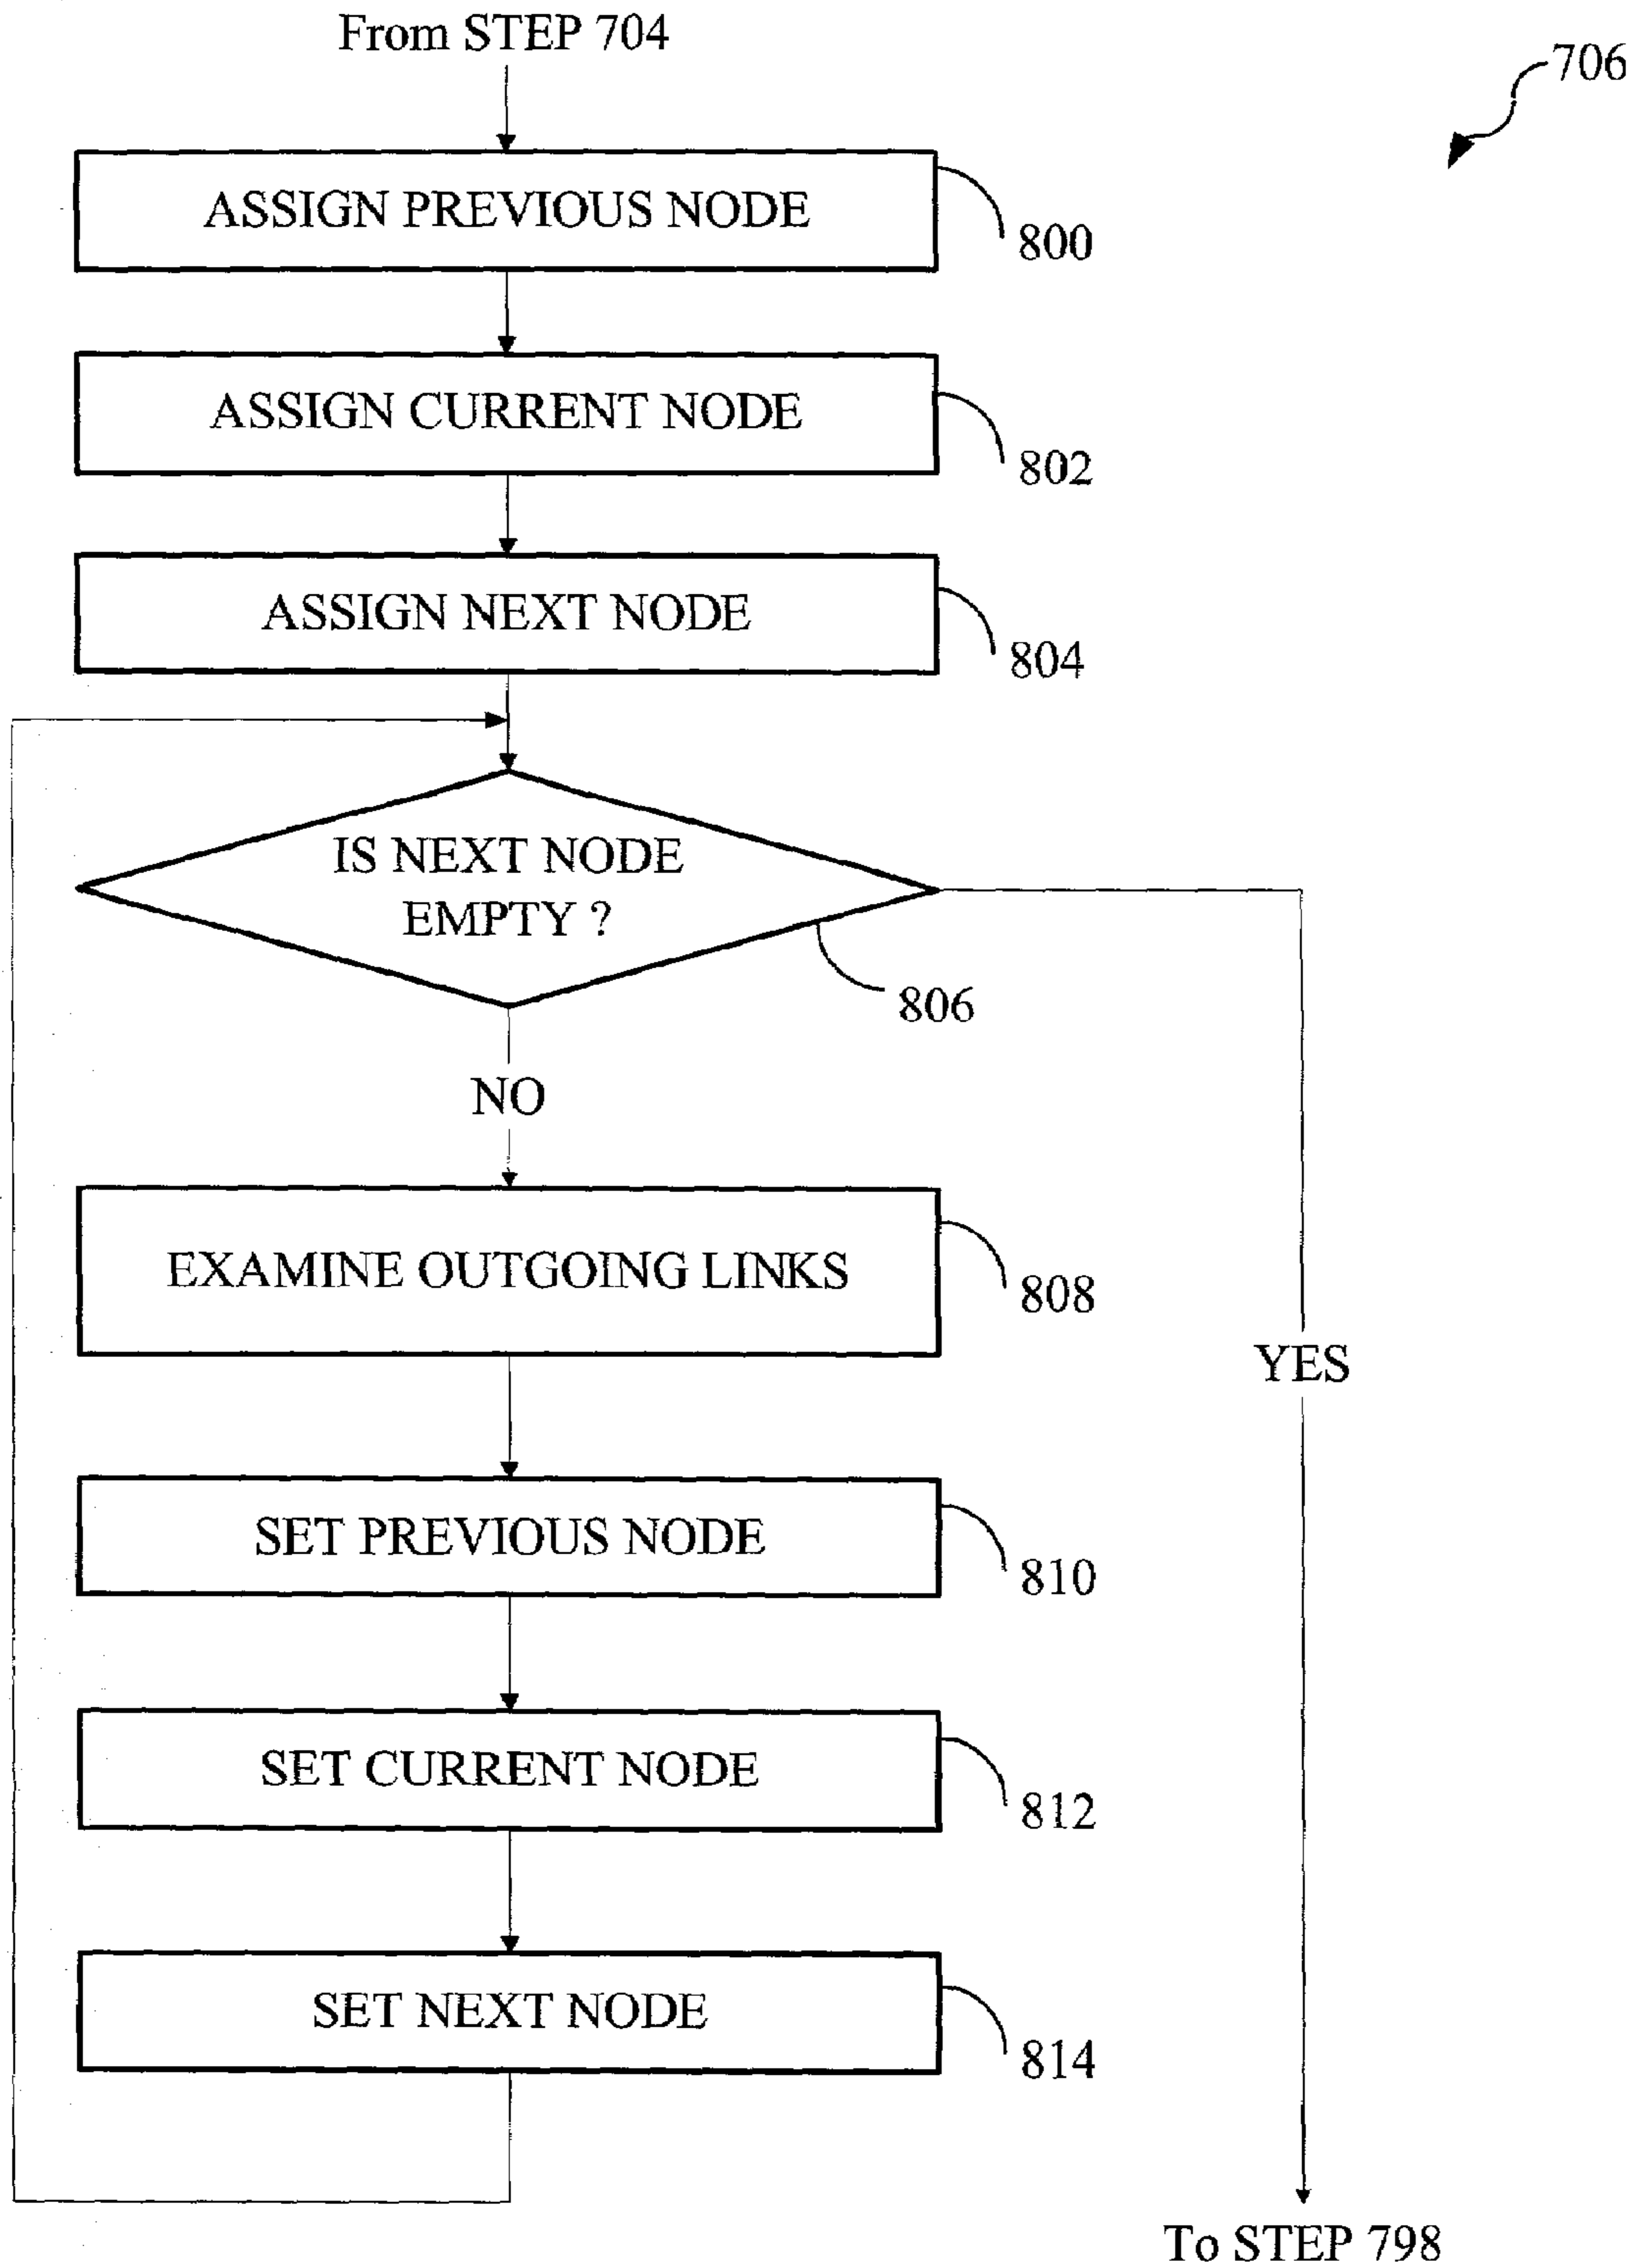 From STEP 704
706
ASSIGN PREVIOUS NODE
800
ASSIGN CURRENT NODE
802
ASSIGN NEXT NODE
804
IS NEXT NODE
EMPTY ?
806
NO
EXAMINE OUTGOING LINKS
808
YES
SET PREVIOUS NODE
810
SET CURRENT NODE
812
SET NEXT NODE
814
To STEP 798